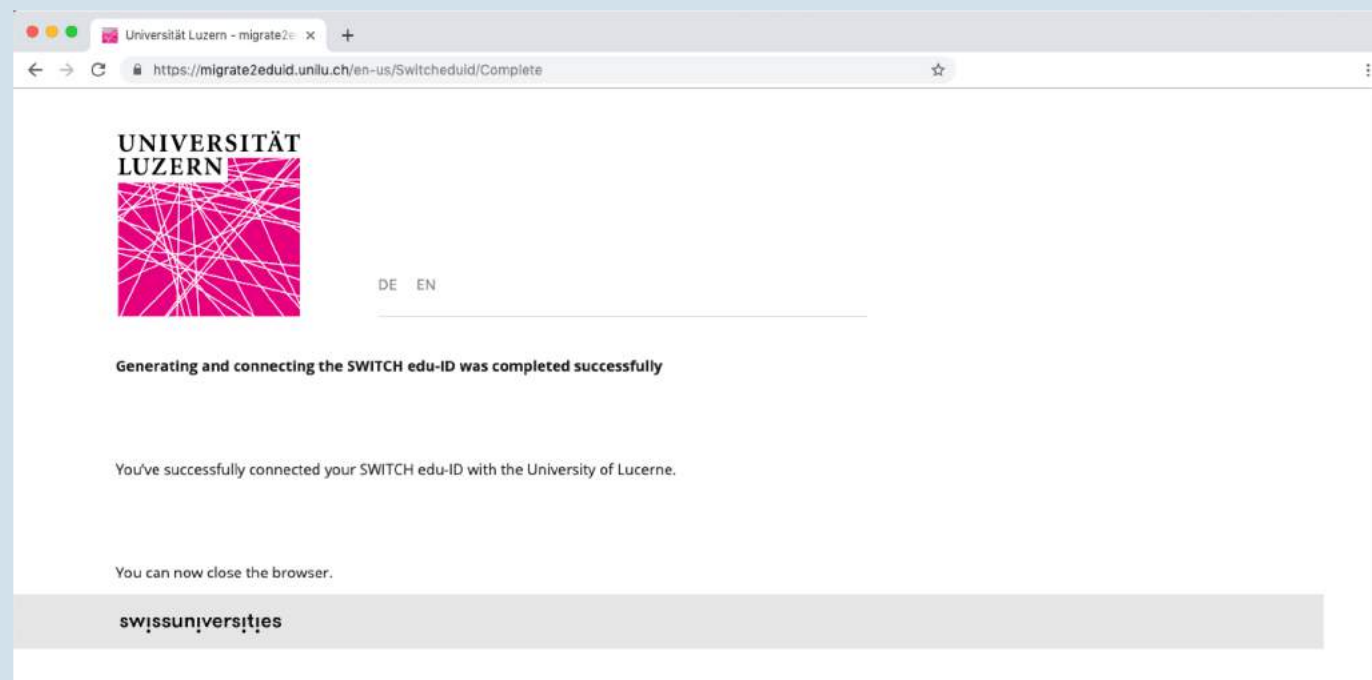 Universität Luzern - migrate2e
https://migrate2eduid.unilu.ch/en-us/Switcheduid/Complete
UNIVERSITÄT
LUZERN
DE EN
Generating and connecting the SWITCH edu-ID was completed successfully
You've successfully connected your SWITCH edu-ID with the University of Lucerne.
You can now close the browser.
swissuniversities